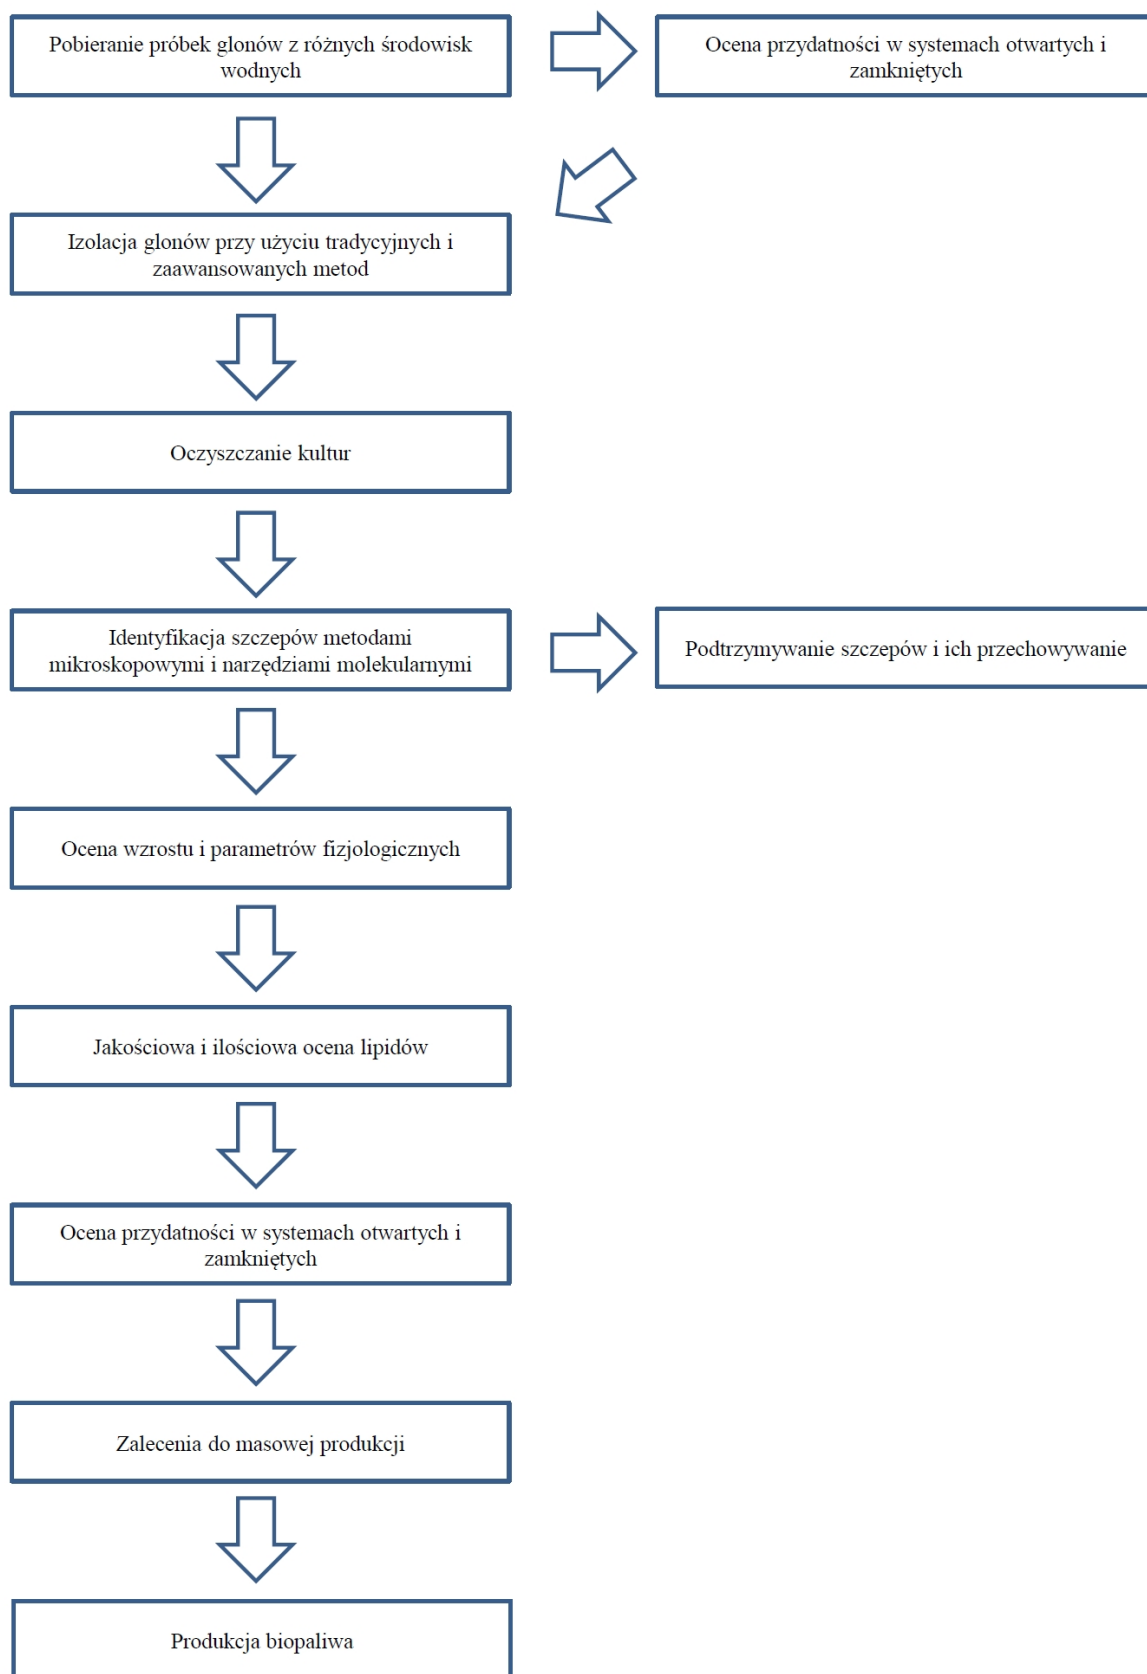 Pobieranie próbek glonów z różnych środowisk
wodnych
Ocena przydatności w systemach otwartych i
zamkniętych
Izolacja glonów przy użyciu tradycyjnych i
zaawansowanych metod
Oczyszczanie kultur
Identyfikacja szczepów metodami
mikroskopowymi i narzędziami molekularnymi
Podtrzymywanie szczepów i ich przechowywanie
Ocena wzrostu i parametrów fizjologicznych
Jakościowa i ilościowa ocena lipidów
Ocena przydatności w systemach otwartych i
zamkniętych
Zalecenia do masowej produkcji
Produkcja biopaliwa